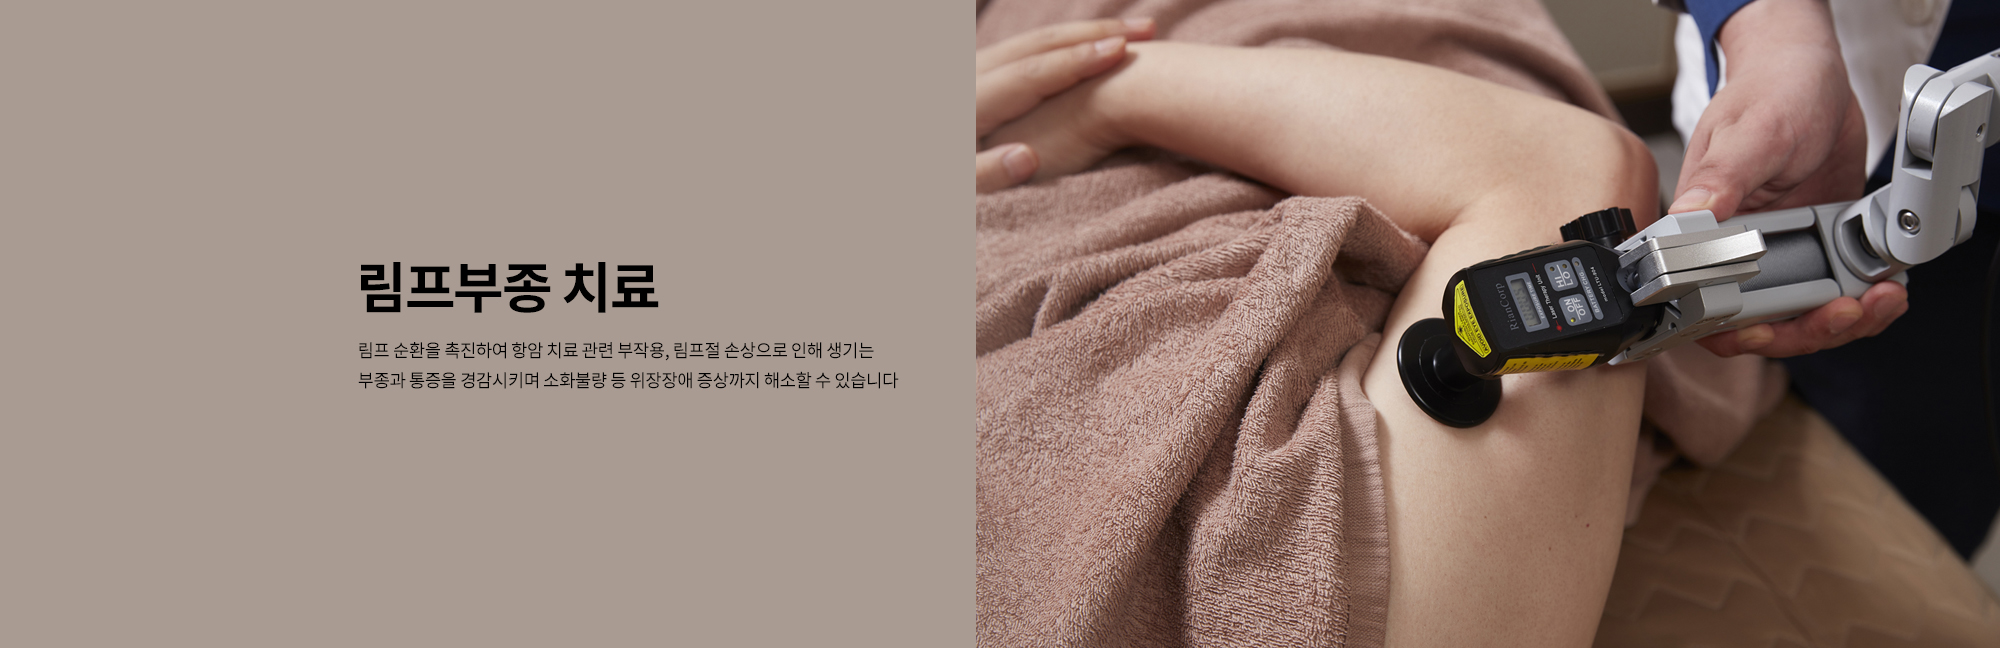 림프부종 치료
림프 순환을 촉진하여 항암 치료 관련 부작용, 림프절 손상으로 인해 생기는
부종과 통증을 경감시키며 소화불량 등 위장장애 증상까지 해소할 수 있습니다
RianCorp
Laser Therapy Unit
HI
LO
ON
OFF
BATTERY CHG